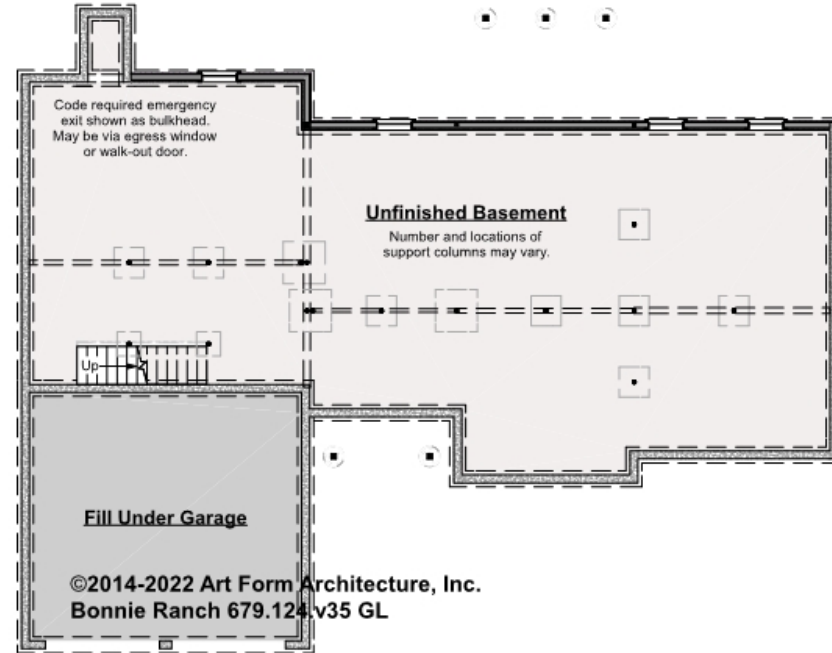 Code required emergency
exit shown as bulkhead.
May be via egress window
or walk-out door.
Unfinished Basement
Number and locations of
support columns may vary.
Up
Fill Under Garage
©2014-2022 Art Form Architecture, Inc.
Bonnie Ranch 679.124.v35 GL